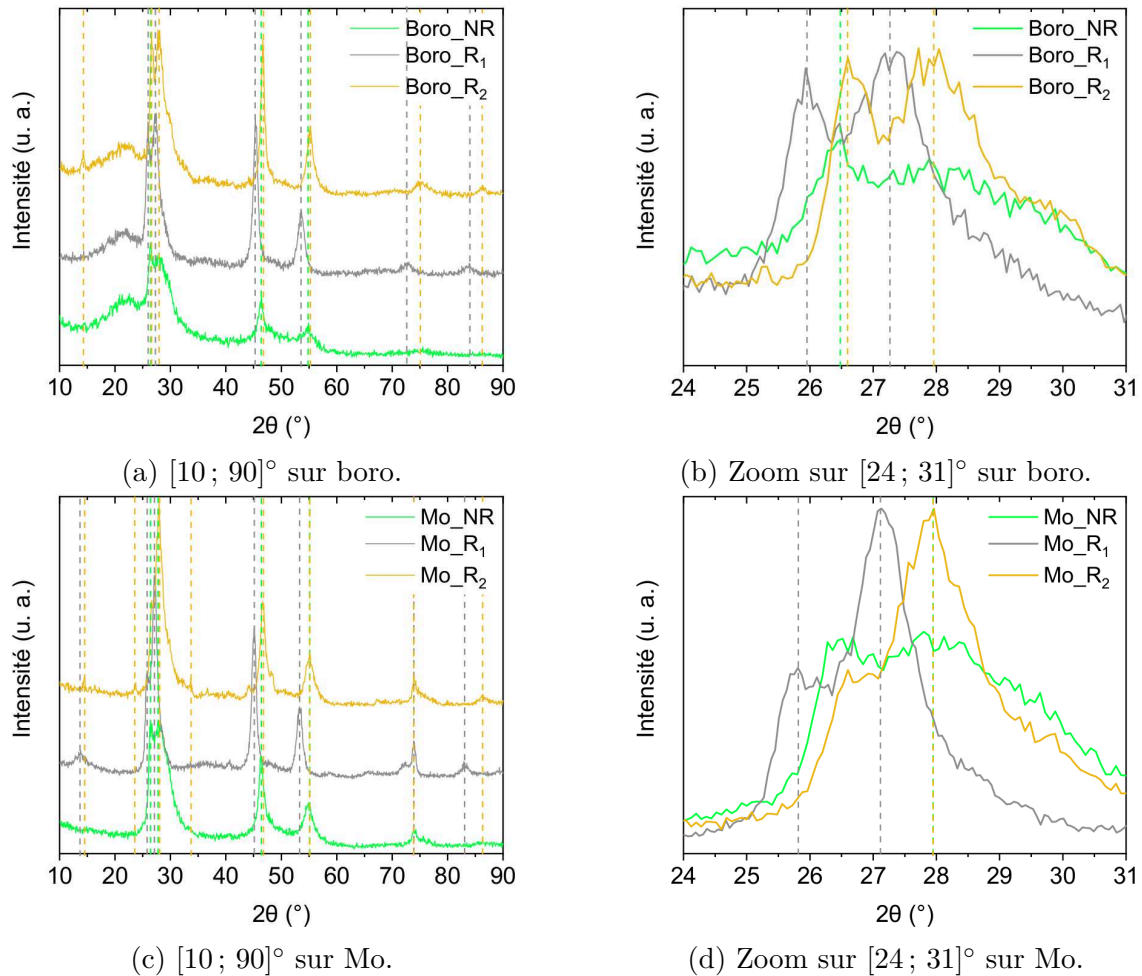 Intensité (u. a.)
Boro_NR
Boro_R₁
Boro_R₂
10 20 30 40 50 60 70 80 90
2θ (°)
(a) [10 ; 90]° sur boro.
Intensité (u. a.)
Boro_NR
Boro_R₁
Boro_R₂
24 25 26 27 28 29 30 31
2θ (°)
(b) Zoom sur [24 ; 31]° sur boro.
Intensité (u. a.)
Mo_NR
Mo_R₁
Mo_R₂
10 20 30 40 50 60 70 80 90
2θ (°)
(c) [10 ; 90]° sur Mo.
Intensité (u. a.)
Mo_NR
Mo_R₁
Mo_R₂
24 25 26 27 28 29 30 31
2θ (°)
(d) Zoom sur [24 ; 31]° sur Mo.